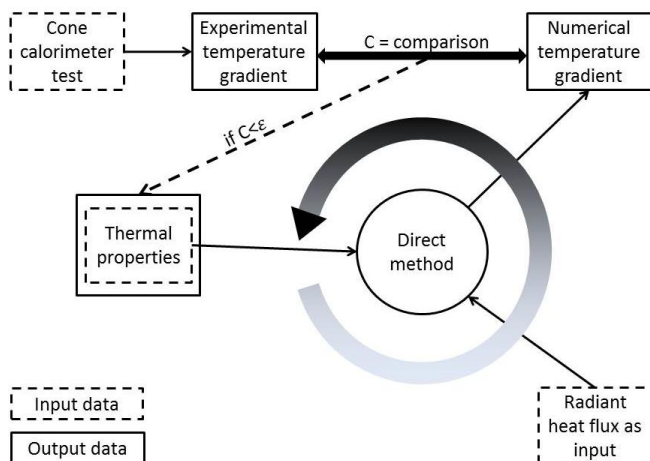 Cone
calorimeter
test
Experimental
temperature
gradient
C = comparison
Numerical
temperature
gradient
if C<ε
Thermal
properties
Direct
method
Input data
Output data
Radiant
heat flux as
input